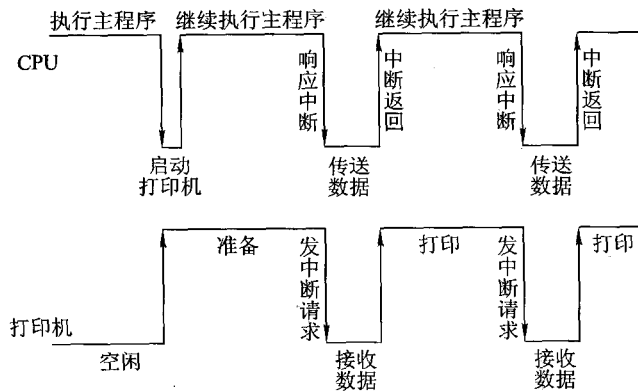 执行主程序 继续执行主程序 继续执行主程序
CPU
响应中断
中断返回
响应中断
中断返回
启动
打印机
传送
数据
传送
数据
准备
发中断请求
打印
发中断请求
打印
打印机
空闲
接收
数据
接收
数据